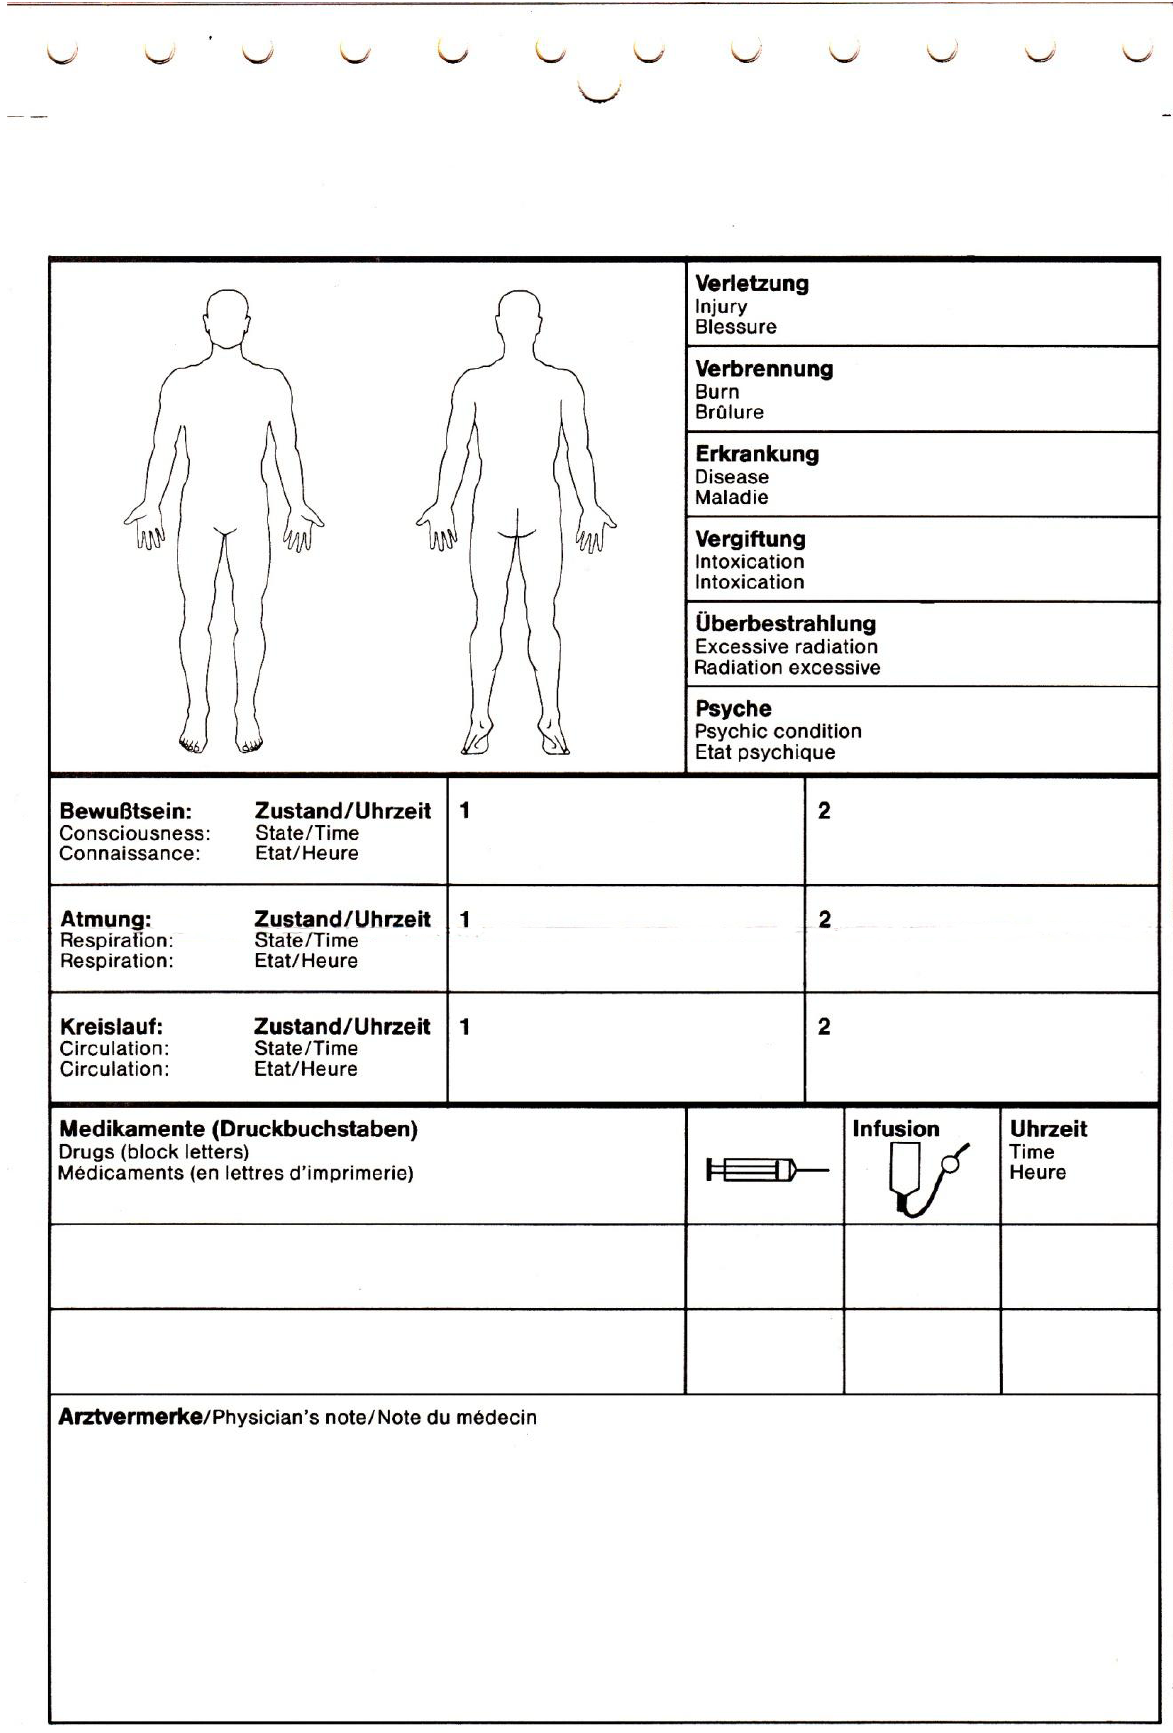 Verletzung
Injury
Blessure
Verbrennung
Burn
Brûlure
Erkrankung
Disease
Maladie
Vergiftung
Intoxication
Intoxication
Überbestrahlung
Excessive radiation
Radiation excessive
Psyche
Psychic condition
Etat psychique
Bewußtsein: Zustand/Uhrzeit 1 2
Consciousness: State/Time
Connaissance: Etat/Heure
Atmung: Zustand/Uhrzeit 1 2
Respiration: State/Time
Respiration: Etat/Heure
Kreislauf: Zustand/Uhrzeit 1 2
Circulation: State/Time
Circulation: Etat/Heure
Medikamente (Druckbuchstaben) Infusion Uhrzeit
Drugs (block letters) Time
Médicaments (en lettres d'imprimerie) Heure
Arztvermerke/Physician's note/Note du médecin